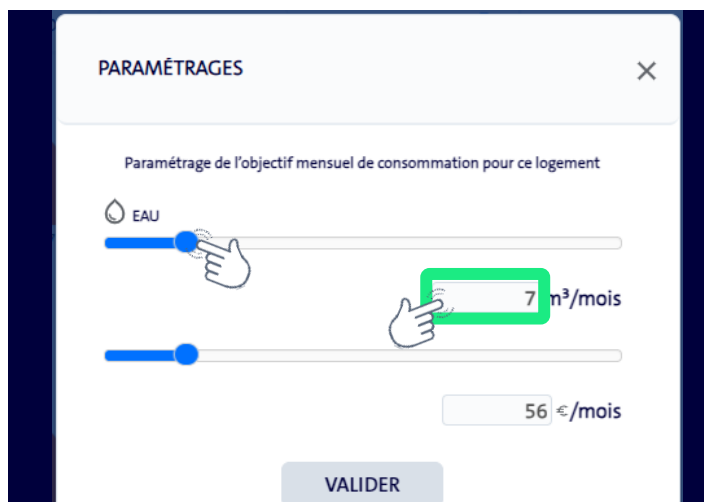 PARAMÉTRAGES
Paramétrage de l'objectif mensuel de consommation pour ce logement
EAU
7 m³/mois
56 €/mois
VALIDER